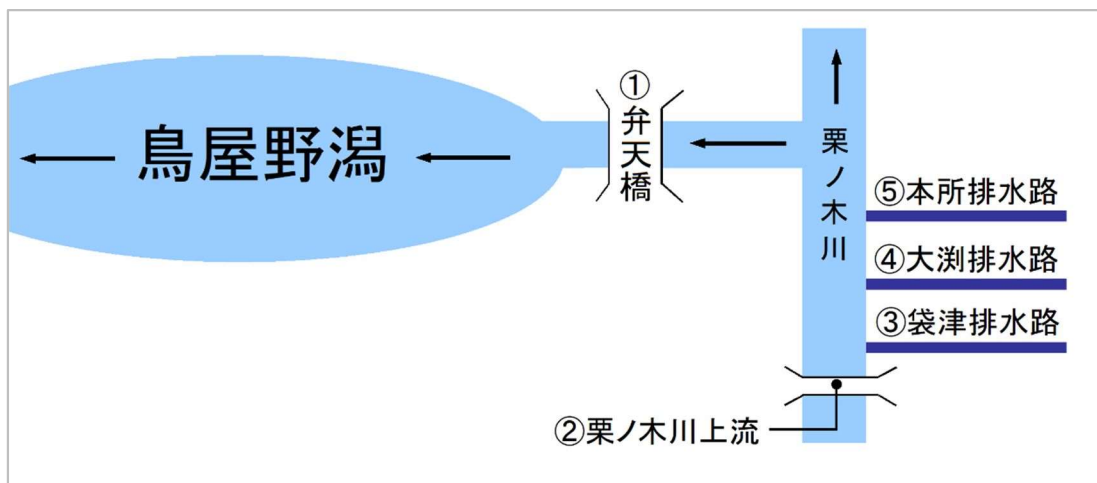 ①弁天橋
鳥屋野潟
栗ノ木川
⑤本所排水路
④大渕排水路
③袋津排水路
②栗ノ木川上流